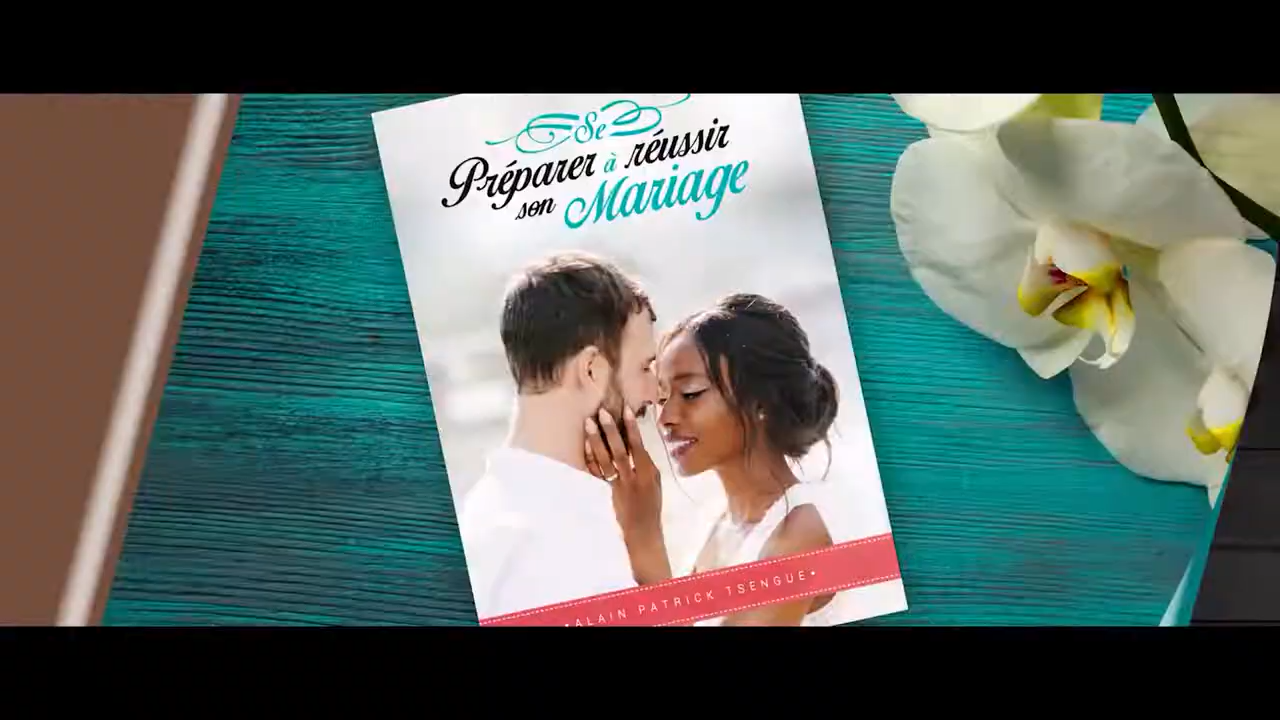 Se
Préparer à réussir
son Mariage
•ALAIN PATRICK TSENGUE•